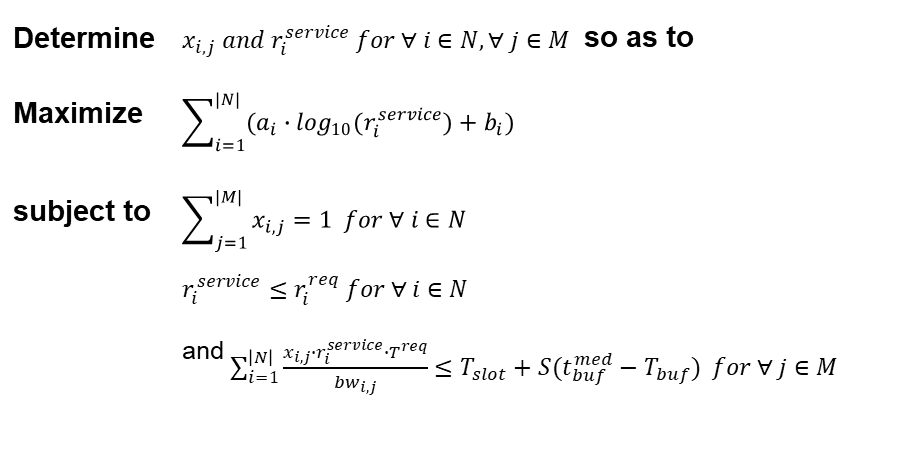 Determine x_{i,j} and r_i^{service} for ∀ i ∈ N, ∀ j ∈ M so as to
Maximize ∑_{i=1}^{|N|} (a_i · log_{10}(r_i^{service}) + b_i)
subject to ∑_{j=1}^{|M|} x_{i,j} = 1 for ∀ i ∈ N
r_i^{service} ≤ r_i^{req} for ∀ i ∈ N
and ∑_{i=1}^{|N|} \frac{x_{i,j}·r_i^{service}·T^{req}}{bw_{i,j}} ≤ T_{slot} + S(t_{buf}^{med} − T_{buf}) for ∀ j ∈ M